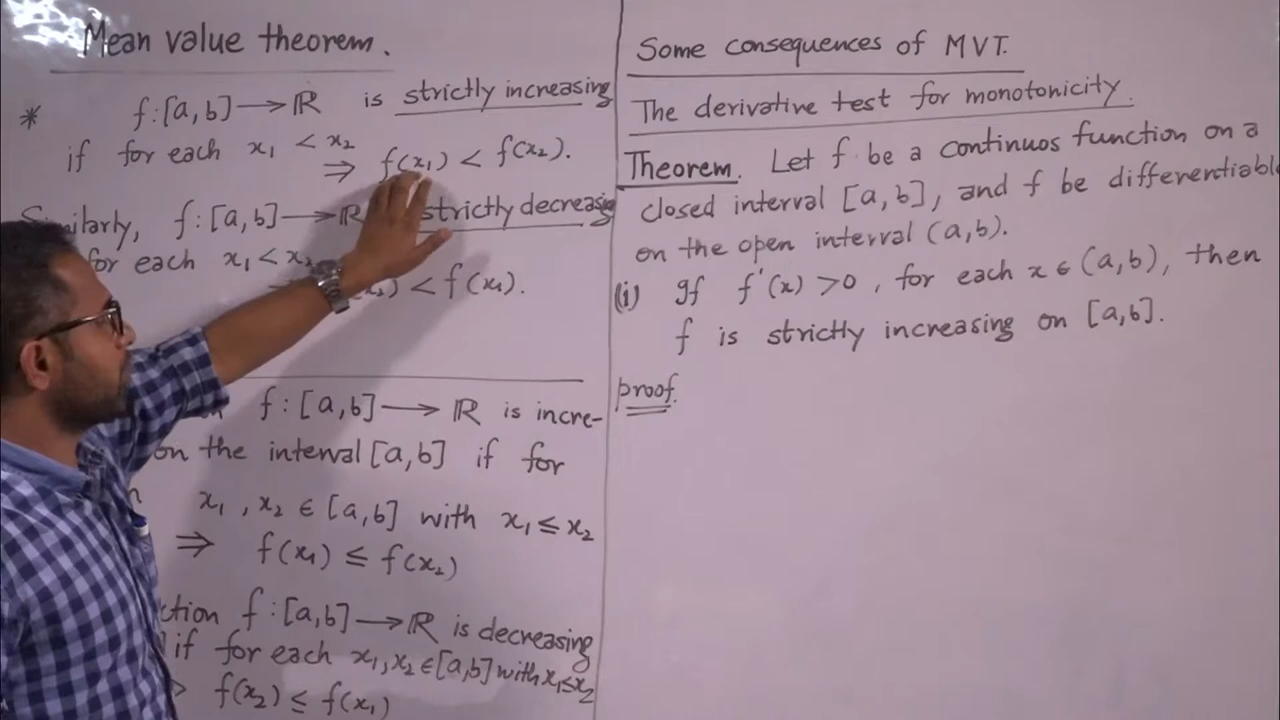 Mean value theorem.
* f:[a,b]⟶ℝ is strictly increasing
if for each x₁ < x₂
⇒ f(x₁) < f(x₂).
Similarly, f:[a,b]⟶ℝ strictly decreasing
for each x₁<x₂
<f(x₁).
f:[a,b]⟶ℝ is incre-
on the interval [a,b] if for
x₁,x₂ ∈ [a,b] with x₁≤x₂
⇒ f(x₁) ≤ f(x₂)
f:[a,b]⟶ℝ is decreasing
if for each x₁,x₂∈[a,b] with x₁≤x₂
f(x₂) ≤ f(x₁)
Some consequences of MVT.
The derivative test for monotonicity.
Theorem. Let f be a continuos function on a
closed interval [a,b], and f be differentiable
on the open interval (a,b).
(i) If f'(x) >0, for each x ∈ (a,b), then
f is strictly increasing on [a,b].
proof.